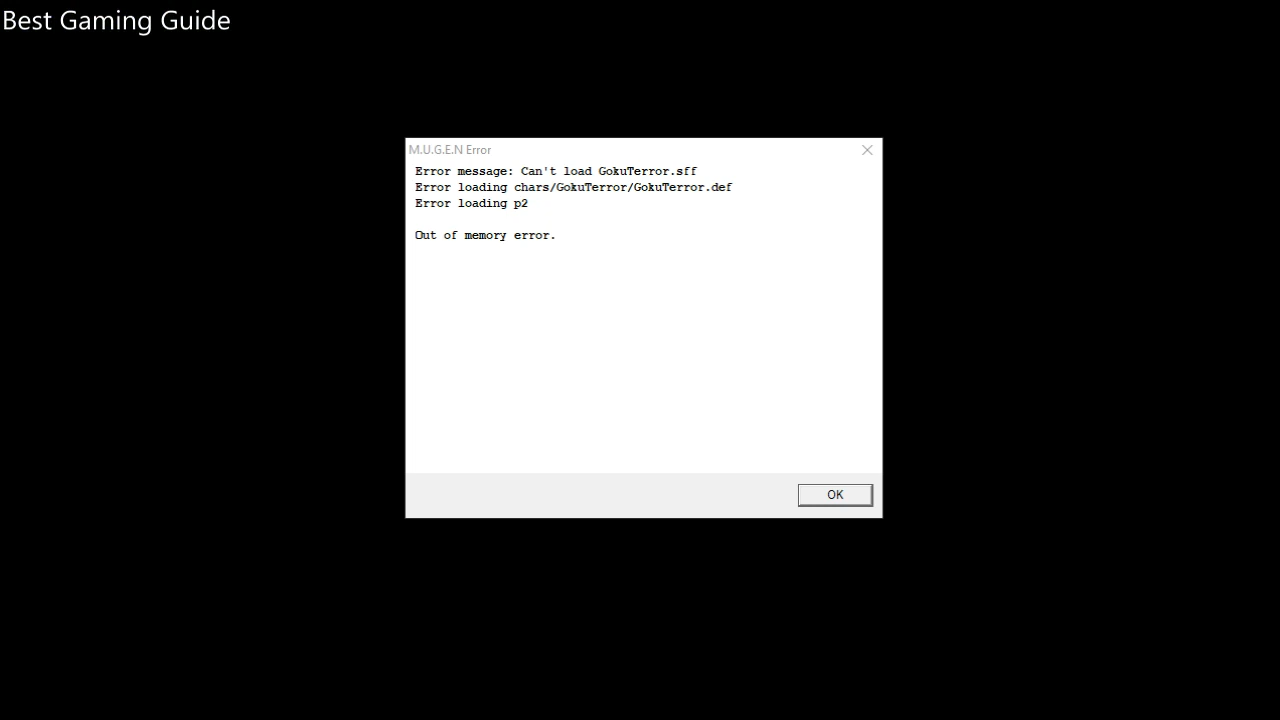 Best Gaming Guide
M.U.G.E.N Error
Error message: Can't load GokuTerror.sff
Error loading chars/GokuTerror/GokuTerror.def
Error loading p2
Out of memory error.
OK